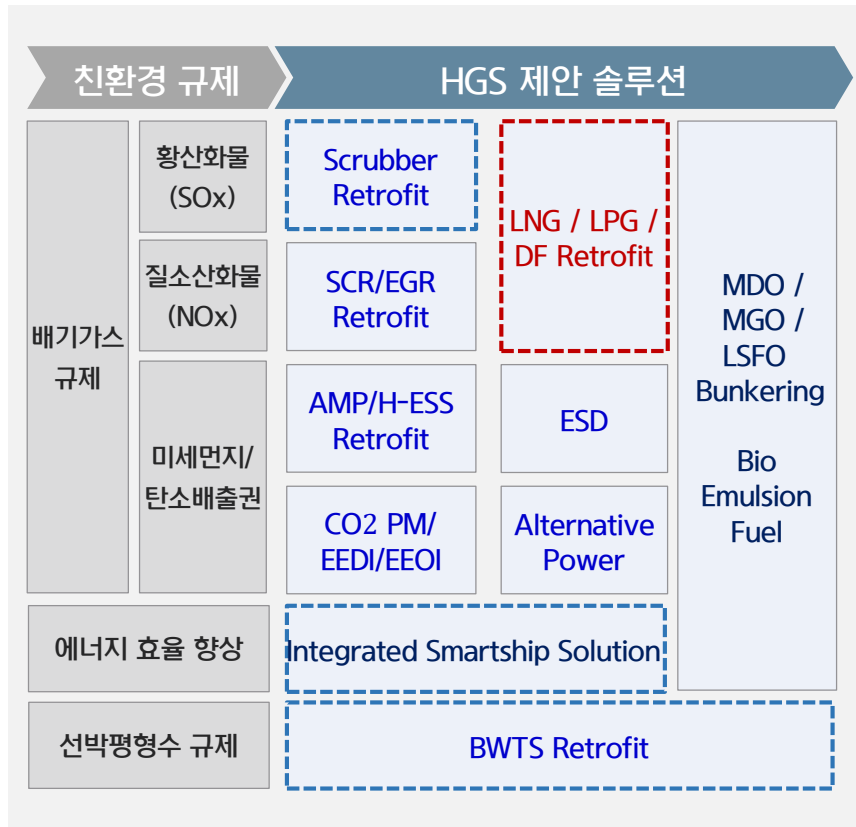 친환경 규제
HGS 제안 솔루션
배기가스
규제
황산화물
(SOx)
Scrubber
Retrofit
LNG / LPG /
DF Retrofit
MDO /
MGO /
LSFO
Bunkering
Bio
Emulsion
Fuel
질소산화물
(NOx)
SCR/EGR
Retrofit
미세먼지/
탄소배출권
AMP/H-ESS
Retrofit
ESD
CO2 PM/
EEDI/EEOI
Alternative
Power
에너지 효율 향상
Integrated Smartship Solution
선박평형수 규제
BWTS Retrofit